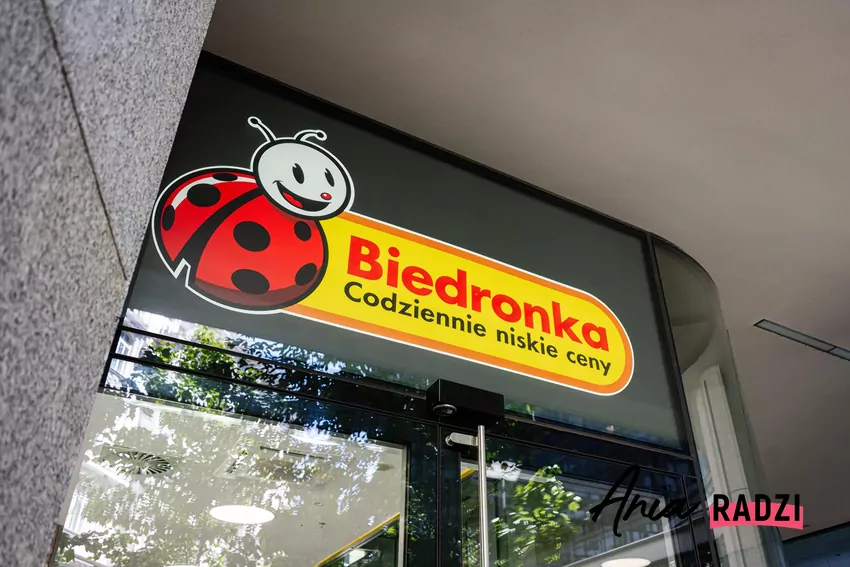 Biedronka
Codziennie niskie ceny
Ania RADZI